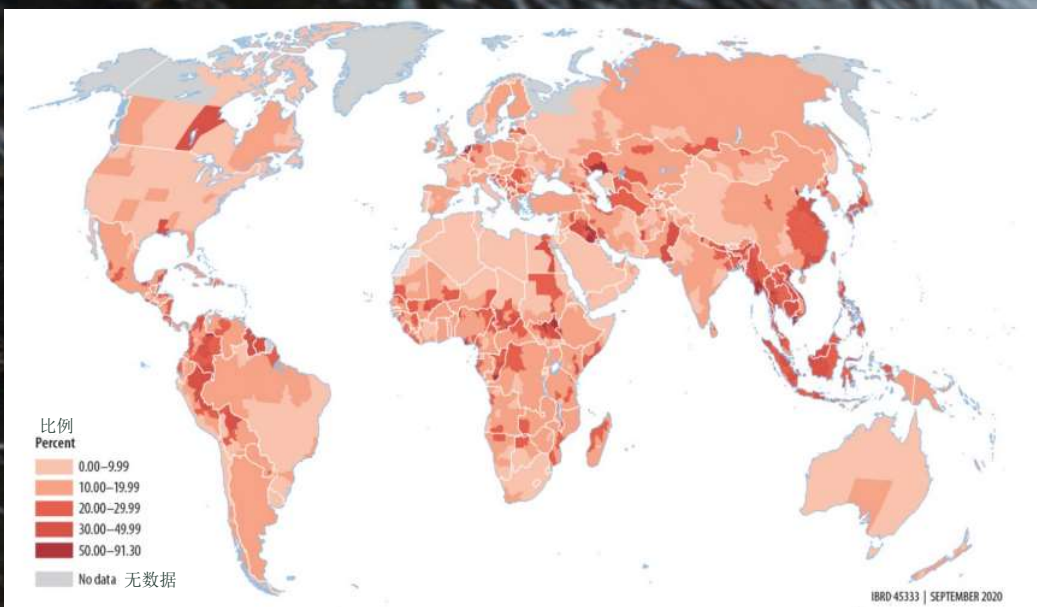 比例
Percent
0.00–9.99
10.00–19.99
20.00–29.99
30.00–49.99
50.00–91.30
No data 无数据
IBRD 45333 | SEPTEMBER 2020